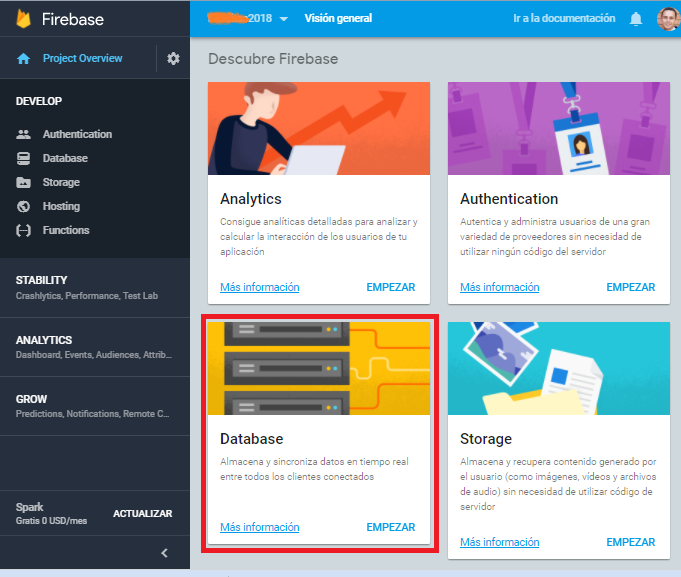 Firebase
2018
Visión general
Ir a la documentación
Project Overview
DEVELOP
Authentication
Database
Storage
Hosting
Functions
STABILITY
Crashlytics, Performance, Test Lab
ANALYTICS
Dashboard, Events, Audiences, Attrib...
GROW
Predictions, Notifications, Remote C...
Spark
Gratis 0 USD/mes
ACTUALIZAR
Descubre Firebase
Analytics
Consigue analíticas detalladas para analizar y
calcular la interacción de los usuarios de tu
aplicación
Más información
EMPEZAR
Authentication
Autentica y administra usuarios de una gran
variedad de proveedores sin necesidad de
utilizar ningún código del servidor
Más información
EMPEZAR
Database
Almacena y sincroniza datos en tiempo real
entre todos los clientes conectados
Más información
EMPEZAR
Storage
Almacena y recupera contenido generado por
el usuario (como imágenes, vídeos y archivos
de audio) sin necesidad de utilizar código de
servidor
Más información
EMPEZAR